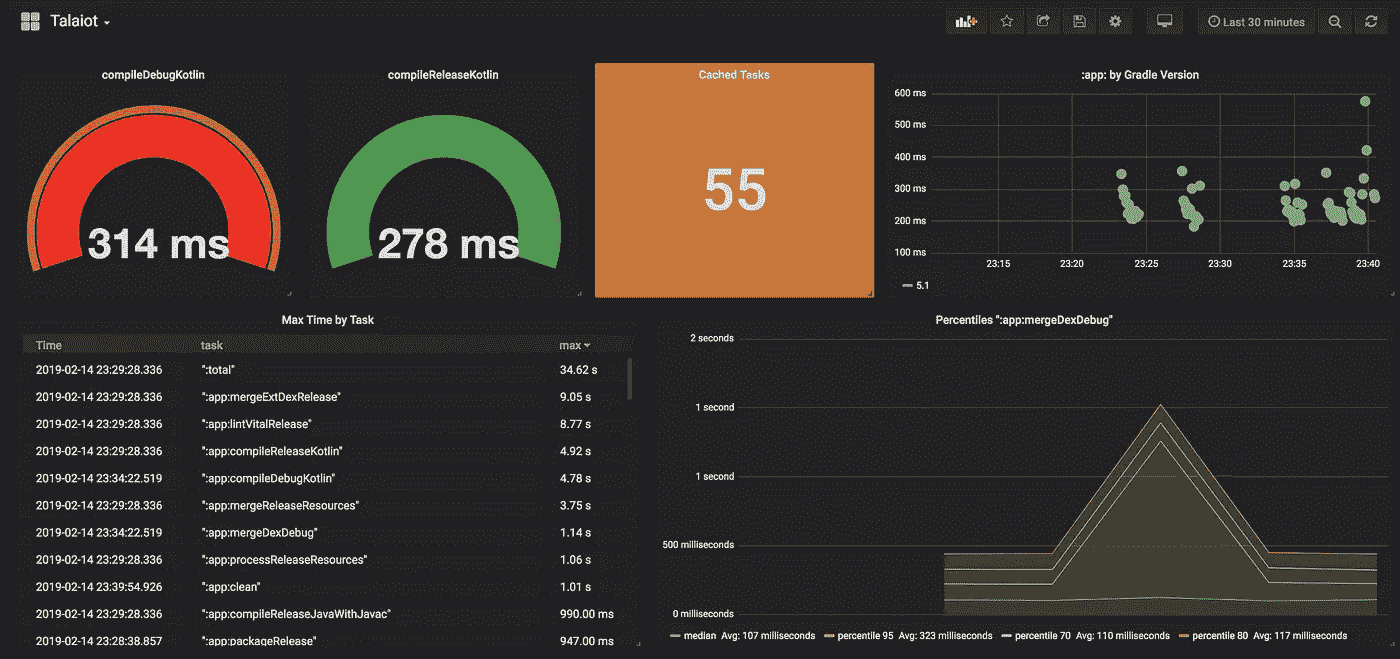 Talaiot
Last 30 minutes
compileDebugKotlin
314 ms
compileReleaseKotlin
278 ms
Cached Tasks
55
:app: by Gradle Version
600 ms
500 ms
400 ms
300 ms
200 ms
100 ms
23:15 23:20 23:25 23:30 23:35 23:40
5.1
Max Time by Task
Time task max
2019-02-14 23:29:28.336 ":total" 34.62 s
2019-02-14 23:29:28.336 ":app:mergeExtDexRelease" 9.05 s
2019-02-14 23:29:28.336 ":app:lintVitalRelease" 8.77 s
2019-02-14 23:29:28.336 ":app:compileReleaseKotlin" 4.92 s
2019-02-14 23:34:22.519 ":app:compileDebugKotlin" 4.78 s
2019-02-14 23:29:28.336 ":app:mergeReleaseResources" 3.75 s
2019-02-14 23:34:22.519 ":app:mergeDexDebug" 1.14 s
2019-02-14 23:29:28.336 ":app:processReleaseResources" 1.06 s
2019-02-14 23:39:54.926 ":app:clean" 1.01 s
2019-02-14 23:29:28.336 ":app:compileReleaseJavaWithJavac" 990.00 ms
2019-02-14 23:28:38.857 ":app:packageRelease" 947.00 ms
Percentiles ":app:mergeDexDebug"
2 seconds
1 second
1 second
500 milliseconds
0 milliseconds
median Avg: 107 milliseconds percentile 95 Avg: 323 milliseconds percentile 70 Avg: 110 milliseconds percentile 80 Avg: 117 milliseconds